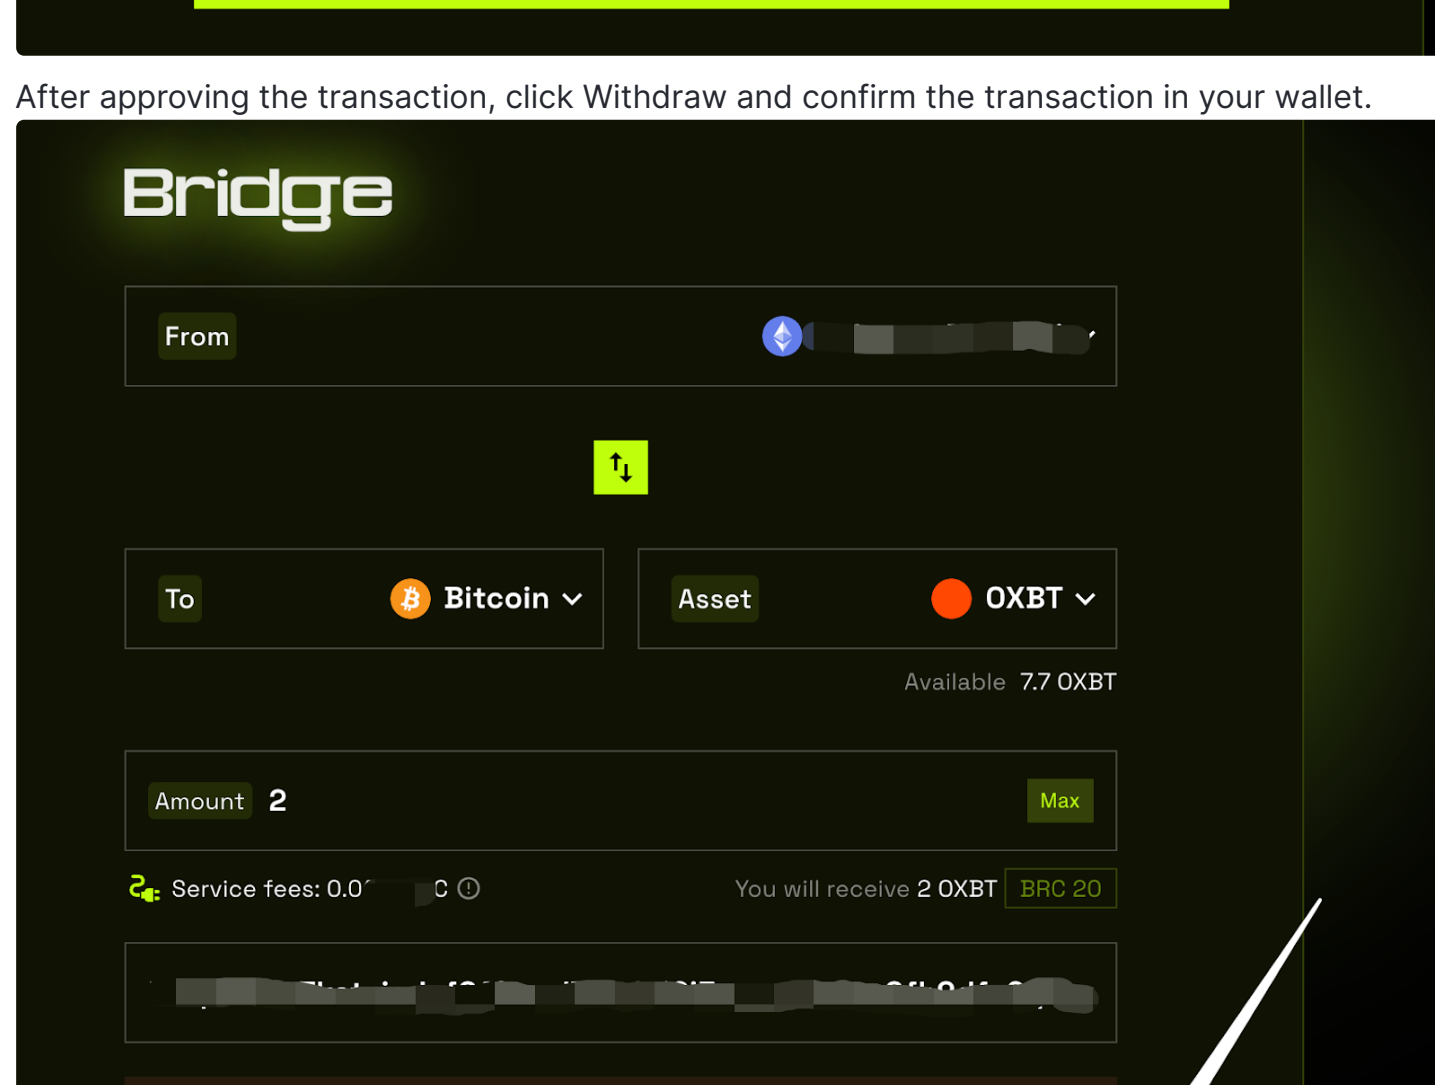 After approving the transaction, click Withdraw and confirm the transaction in your wallet.
Bridge
From
To Bitcoin Asset OXBT
Available 7.7 OXBT
Amount 2 Max
Service fees: You will receive 2 OXBT BRC 20